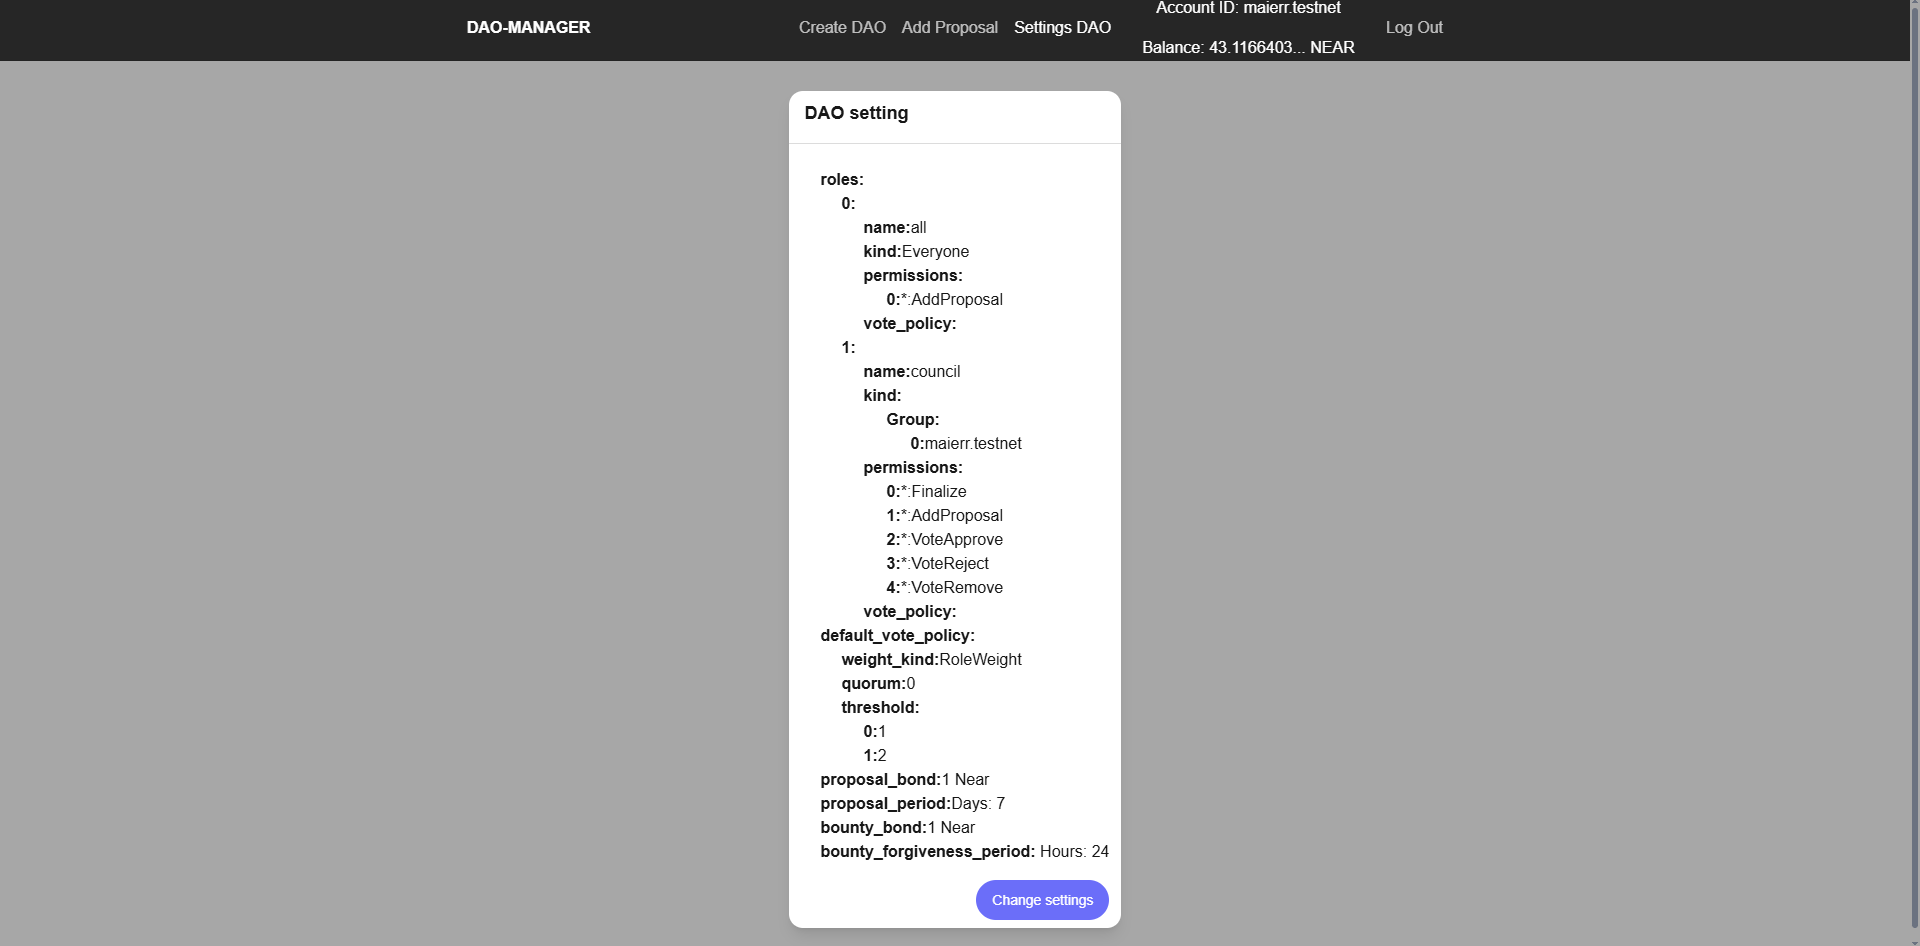 DAO-MANAGER
Create DAO
Add Proposal
Settings DAO
Account ID: maierr.testnet
Balance: 43.1166403... NEAR
Log Out
DAO setting
roles:
0:
name:all
kind:Everyone
permissions:
0:*:AddProposal
vote_policy:
1:
name:council
kind:
Group:
0:maierr.testnet
permissions:
0:*:Finalize
1:*:AddProposal
2:*:VoteApprove
3:*:VoteReject
4:*:VoteRemove
vote_policy:
default_vote_policy:
weight_kind:RoleWeight
quorum:0
threshold:
0:1
1:2
proposal_bond:1 Near
proposal_period:Days: 7
bounty_bond:1 Near
bounty_forgiveness_period: Hours: 24
Change settings